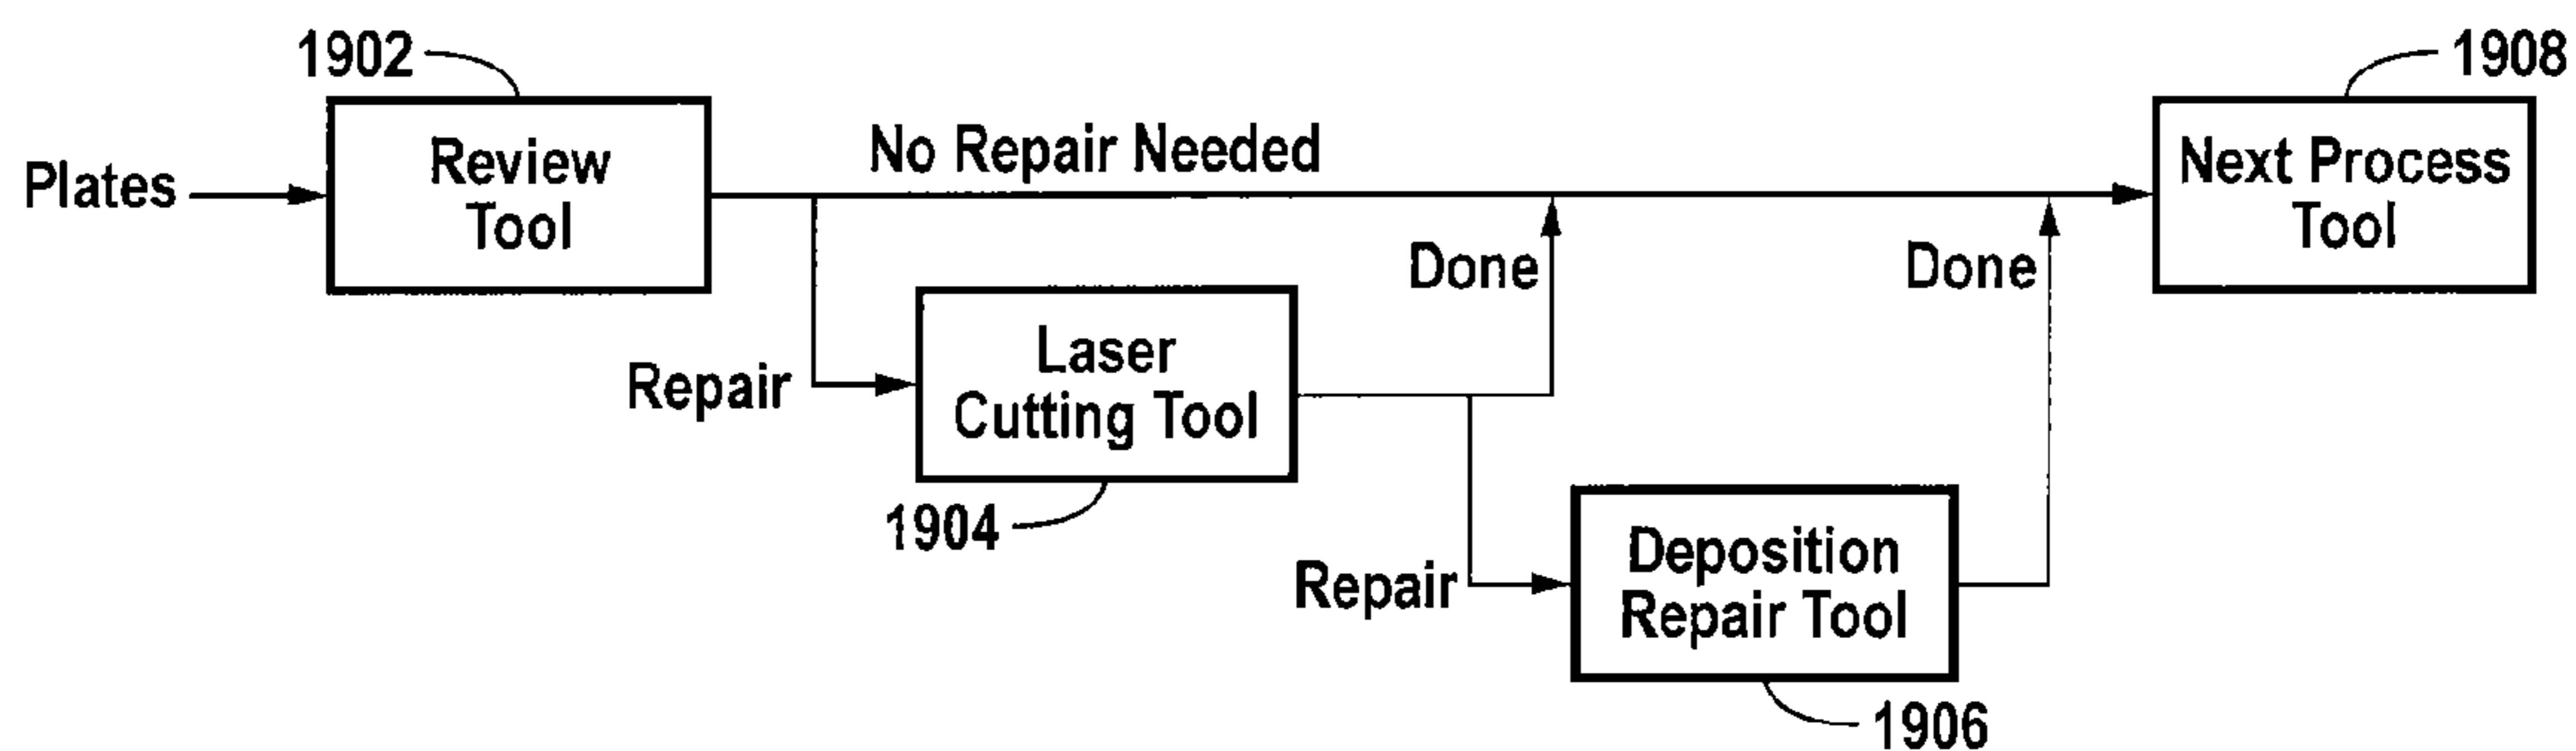 1902
1908
Plates
Review
Tool
No Repair Needed
Next Process
Tool
Done
Done
Repair
Laser
Cutting Tool
1904
Repair
Deposition
Repair Tool
1906